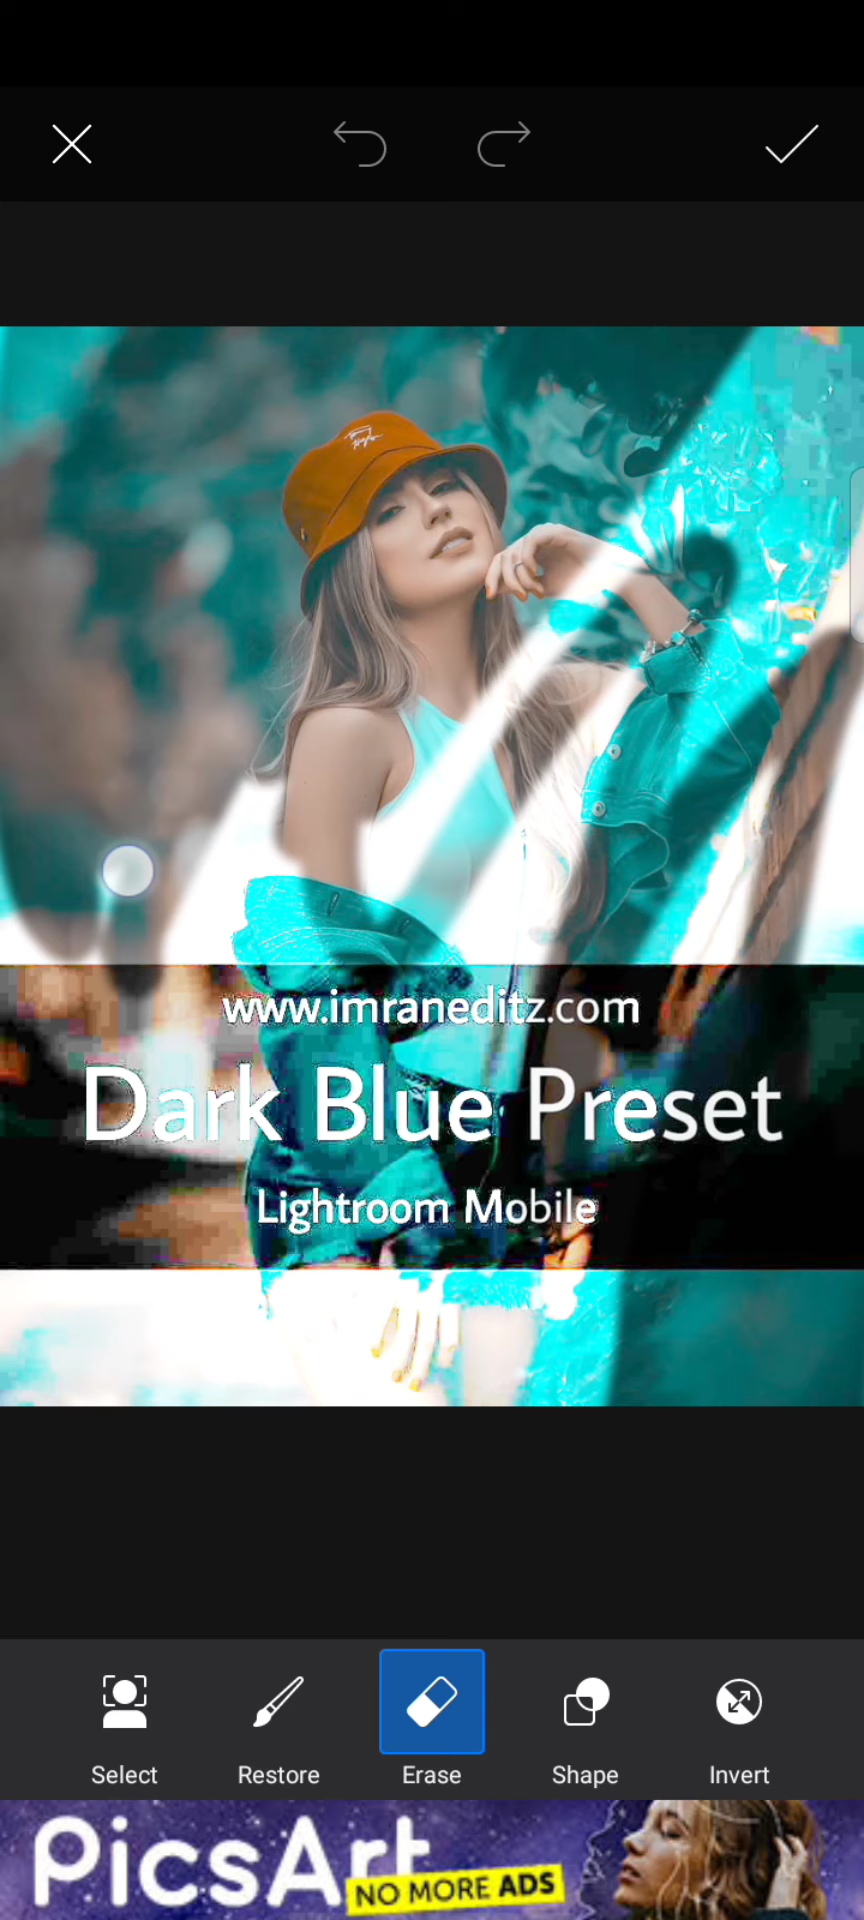 www.imraneditz.com
Dark Blue Preset
Lightroom Mobile
Select Restore Erase Shape Invert
PicsArt
NO MORE ADS